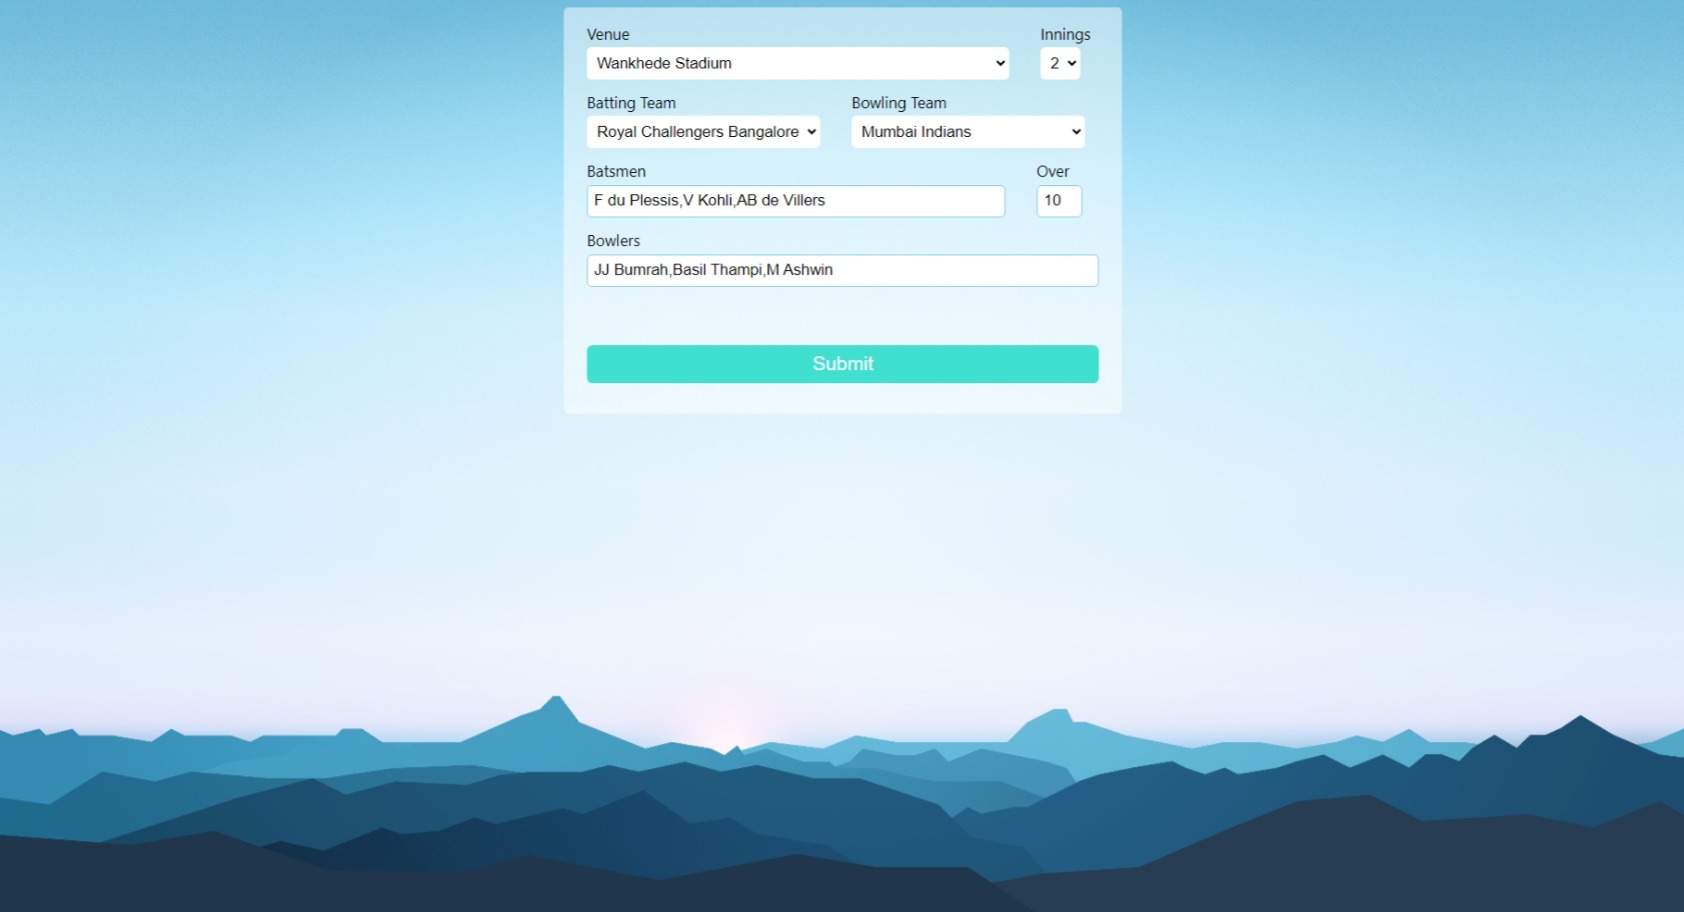 Venue Innings
Wankhede Stadium 2
Batting Team Bowling Team
Royal Challengers Bangalore Mumbai Indians
Batsmen Over
F du Plessis,V Kohli,AB de Villers 10
Bowlers
JJ Bumrah,Basil Thampi,M Ashwin
Submit